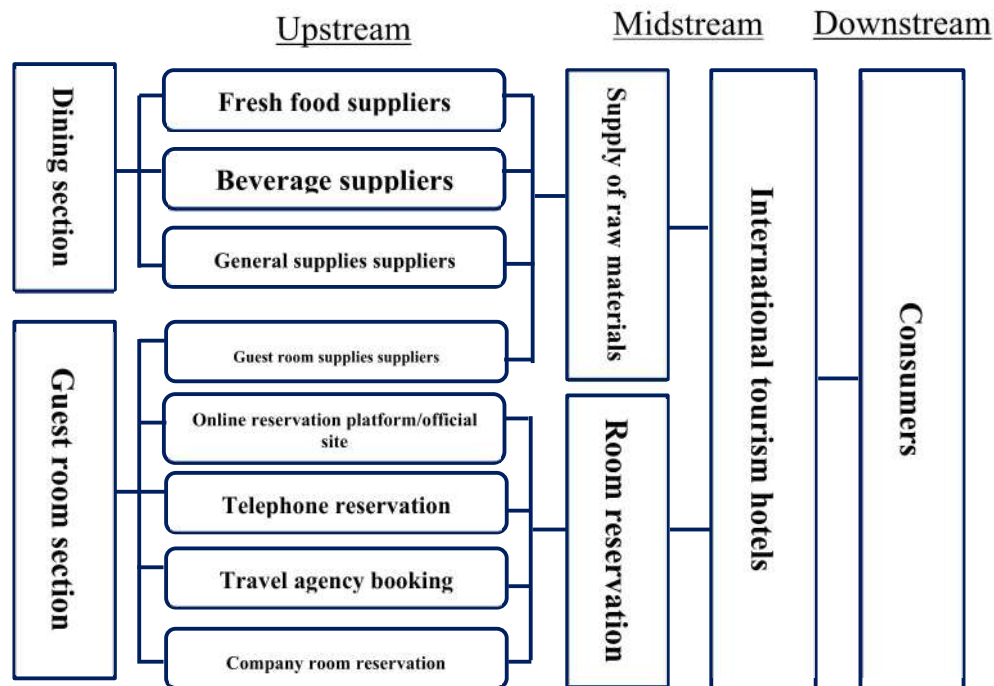 Upstream
Midstream
Downstream
Dining section
Fresh food suppliers
Beverage suppliers
General supplies suppliers
Guest room section
Guest room supplies suppliers
Online reservation platform/official
site
Telephone reservation
Travel agency booking
Company room reservation
Supply of raw materials
Room reservation
International tourism hotels
Consumers